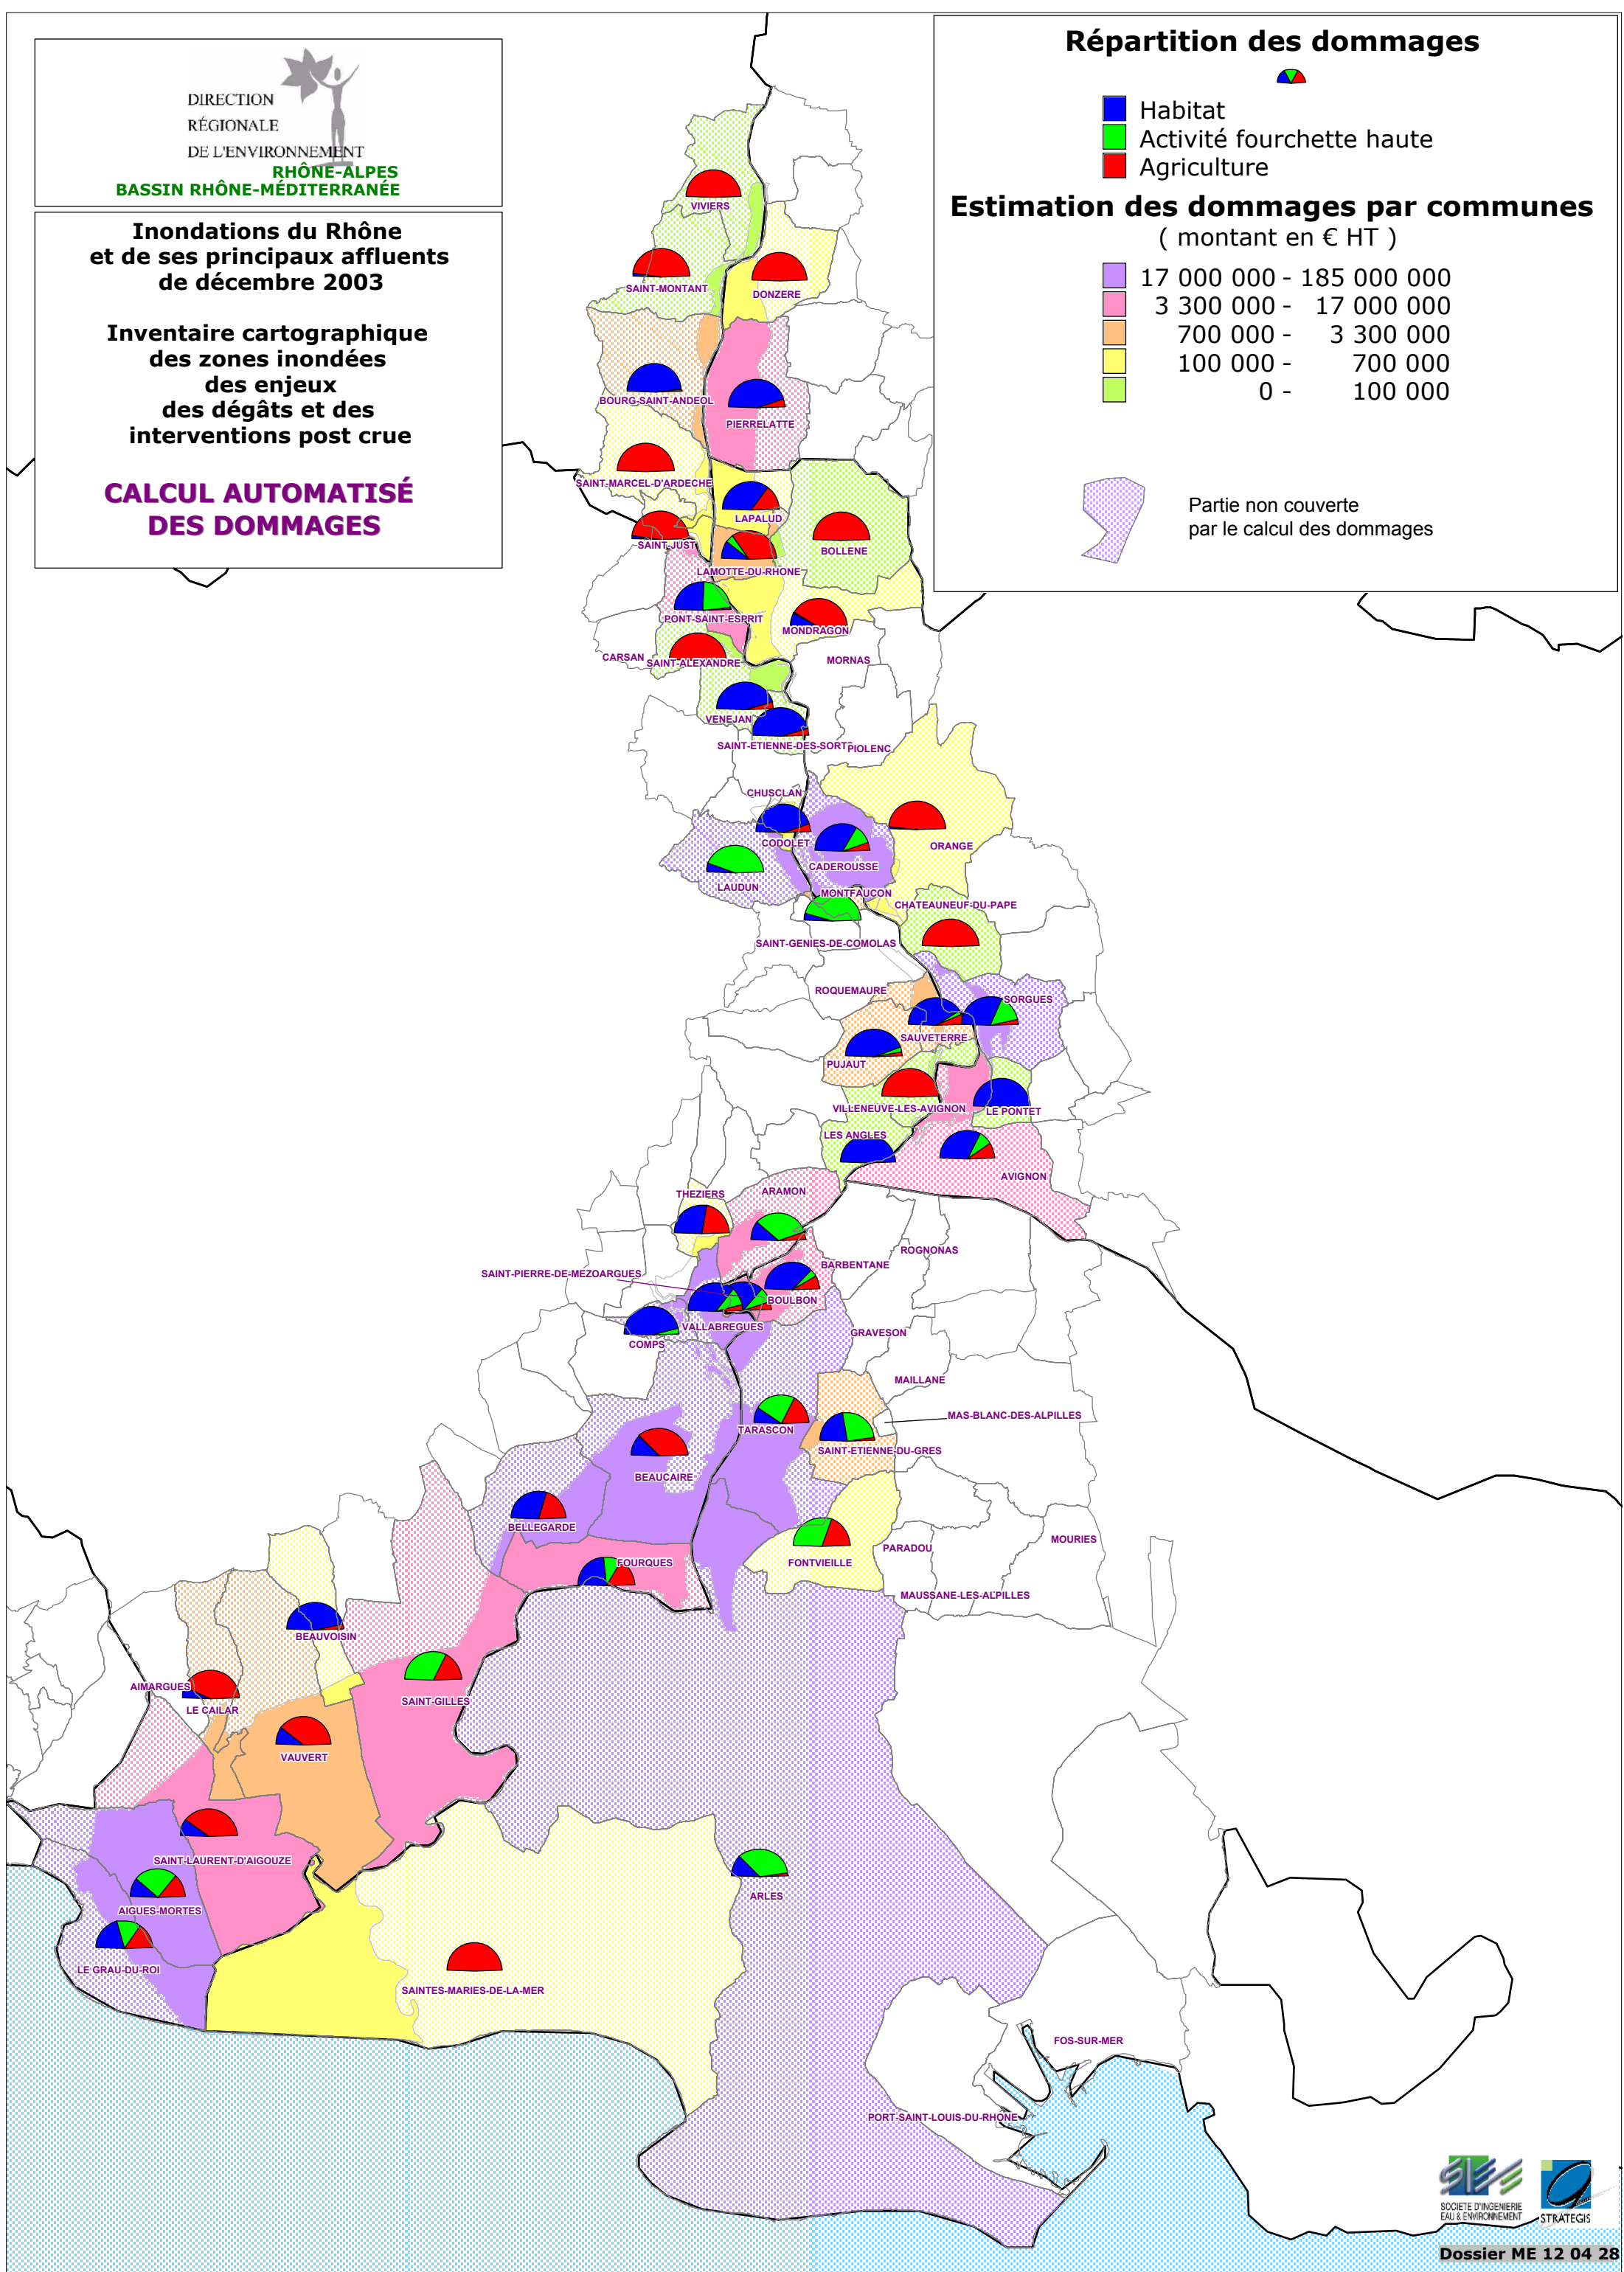 DIRECTION
RÉGIONALE
DE L'ENVIRONNEMENT
RHÔNE-ALPES
BASSIN RHÔNE-MÉDITERRANÉE
Inondations du Rhône
et de ses principaux affluents
de décembre 2003
Inventaire cartographique
des zones inondées
des enjeux
des dégâts et des
interventions post crue
CALCUL AUTOMATISÉ
DES DOMMAGES
Répartition des dommages
Habitat
Activité fourchette haute
Agriculture
Estimation des dommages par communes
( montant en € HT )
17 000 000 - 185 000 000
3 300 000 - 17 000 000
700 000 - 3 300 000
100 000 - 700 000
0 - 100 000
Partie non couverte
par le calcul des dommages
VIVIERS
SAINT-MONTANT
DONZERE
BOURG-SAINT-ANDEOL
PIERRELATTE
SAINT-MARCEL-D'ARDECHE
LAPALUD
SAINT-JUST
BOLLENE
LAMOTTE-DU-RHONE
PONT-SAINT-ESPRIT
MONDRAGON
CARSAN
SAINT-ALEXANDRE
MORNAS
VENEJAN
SAINT-ETIENNE-DES-SORTS
PIOLENC
CHUSCLAN
CODOLET
ORANGE
CADEROUSSE
LAUDUN
MONTFAUCON
CHATEAUNEUF-DU-PAPE
SAINT-GENIES-DE-COMOLAS
ROQUEMAURE
SORGUES
SAUVETERRE
PUJAUT
VILLENEUVE-LES-AVIGNON
LE PONTET
LES ANGLES
AVIGNON
THEZIERS
ARAMON
ROGNONAS
BARBENTANE
SAINT-PIERRE-DE-MEZOARGUES
BOULBON
VALLABREGUES
GRAVESON
COMPS
MAILLANE
MAS-BLANC-DES-ALPILLES
TARASCON
SAINT-ETIENNE-DU-GRES
BEAUCAIRE
BELLEGARDE
MOURIES
PARADOU
FONTVIEILLE
FOURQUES
MAUSSANE-LES-ALPILLES
BEAUVOISIN
AIMARGUES
SAINT-GILLES
LE CAILAR
VAUVERT
SAINT-LAURENT-D'AIGOUZE
ARLES
AIGUES-MORTES
LE GRAU-DU-ROI
SAINTES-MARIES-DE-LA-MER
FOS-SUR-MER
PORT-SAINT-LOUIS-DU-RHONE
SIEE
SOCIETE D'INGENIERIE
EAU & ENVIRONNEMENT
STRATEGIS
Dossier ME 12 04 28